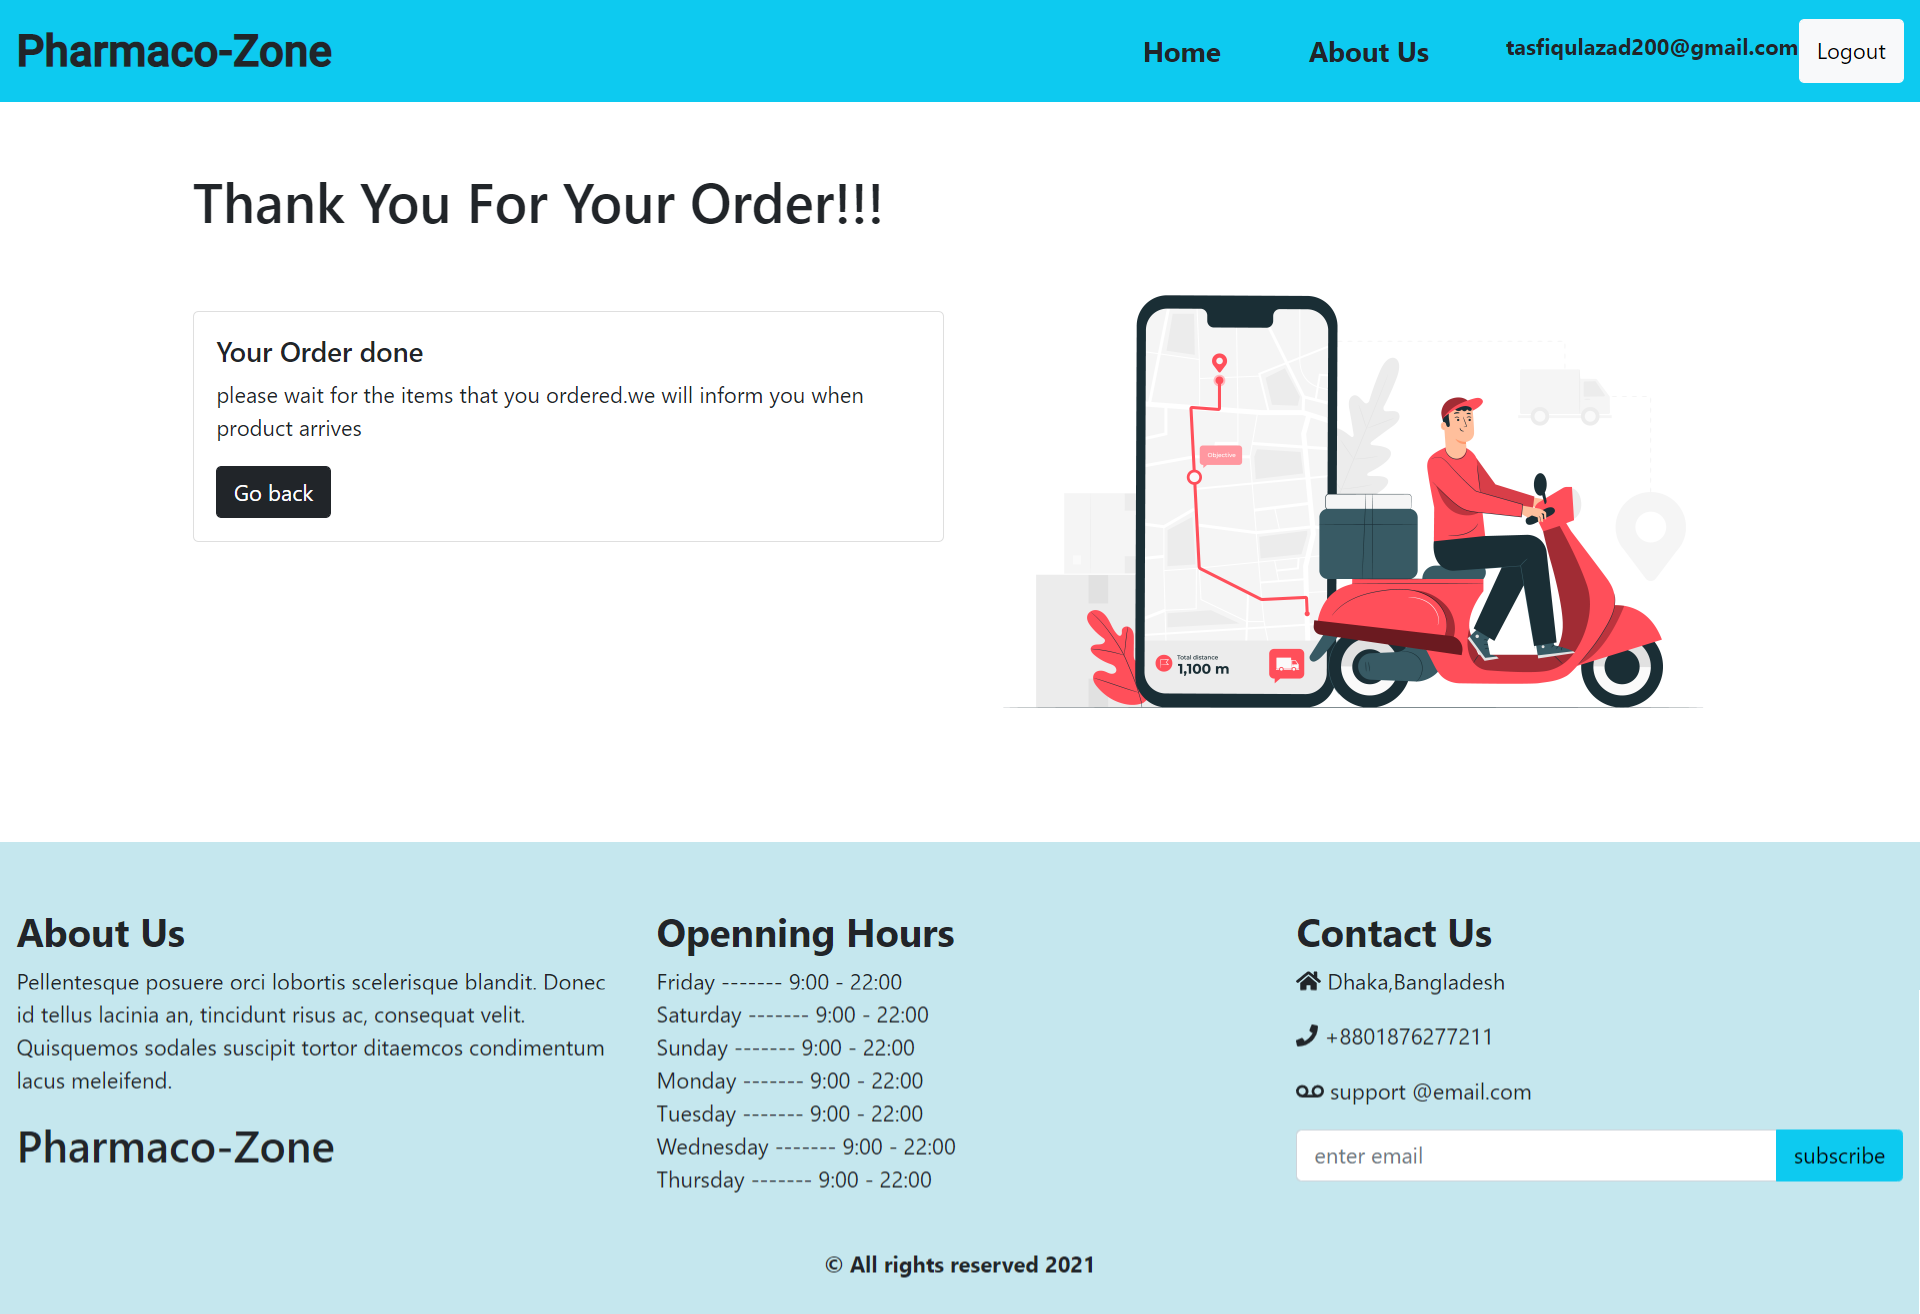 Pharmaco-Zone
Home
About Us
tasfiqulazad200@gmail.com
Logout
Thank You For Your Order!!!
Your Order done
please wait for the items that you ordered.we will inform you when
product arrives
Go back
Objective
Total distance
1,100 m
About Us
Pellentesque posuere orci lobortis scelerisque blandit. Donec
id tellus lacinia an, tincidunt risus ac, consequat velit.
Quisquemos sodales suscipit tortor ditaemcos condimentum
lacus meleifend.
Pharmaco-Zone
Openning Hours
Friday ------- 9:00 - 22:00
Saturday ------- 9:00 - 22:00
Sunday ------- 9:00 - 22:00
Monday ------- 9:00 - 22:00
Tuesday ------- 9:00 - 22:00
Wednesday ------- 9:00 - 22:00
Thursday ------- 9:00 - 22:00
Contact Us
Dhaka,Bangladesh
+8801876277211
support @email.com
enter email
subscribe
© All rights reserved 2021